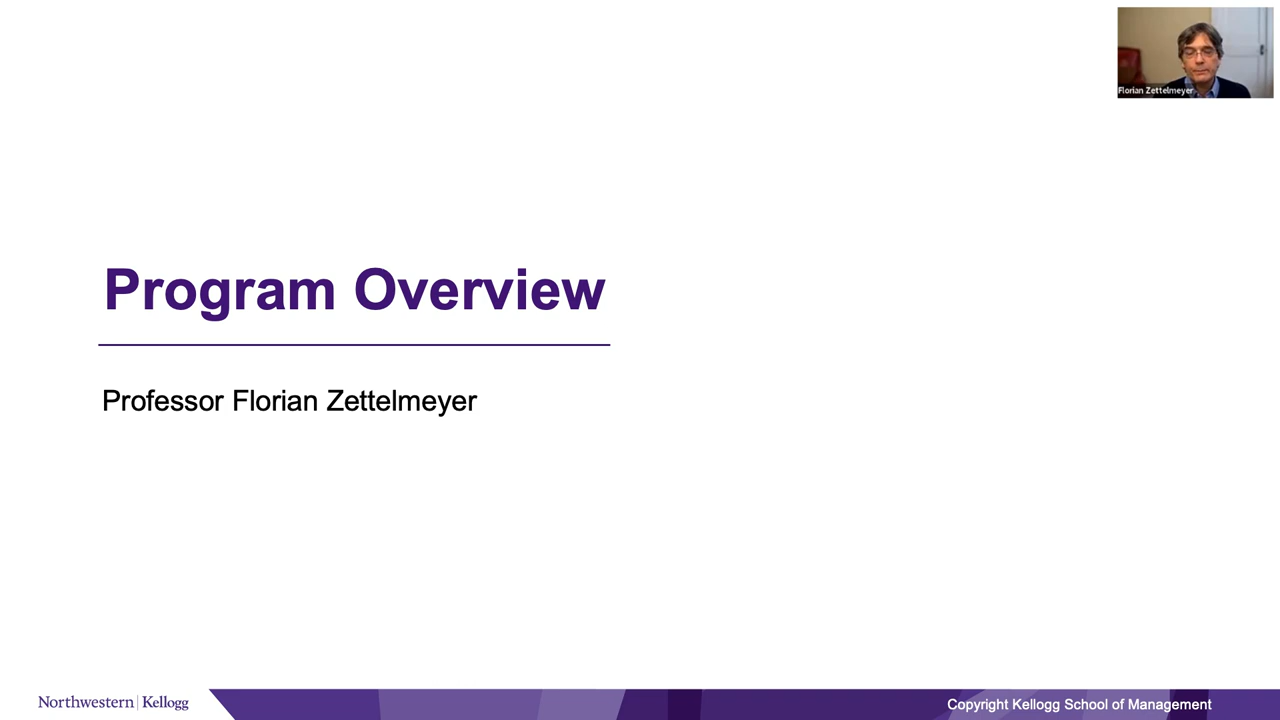 Florian Zettelmeyer
Program Overview
Professor Florian Zettelmeyer
Northwestern | Kellogg
Copyright Kellogg School of Management